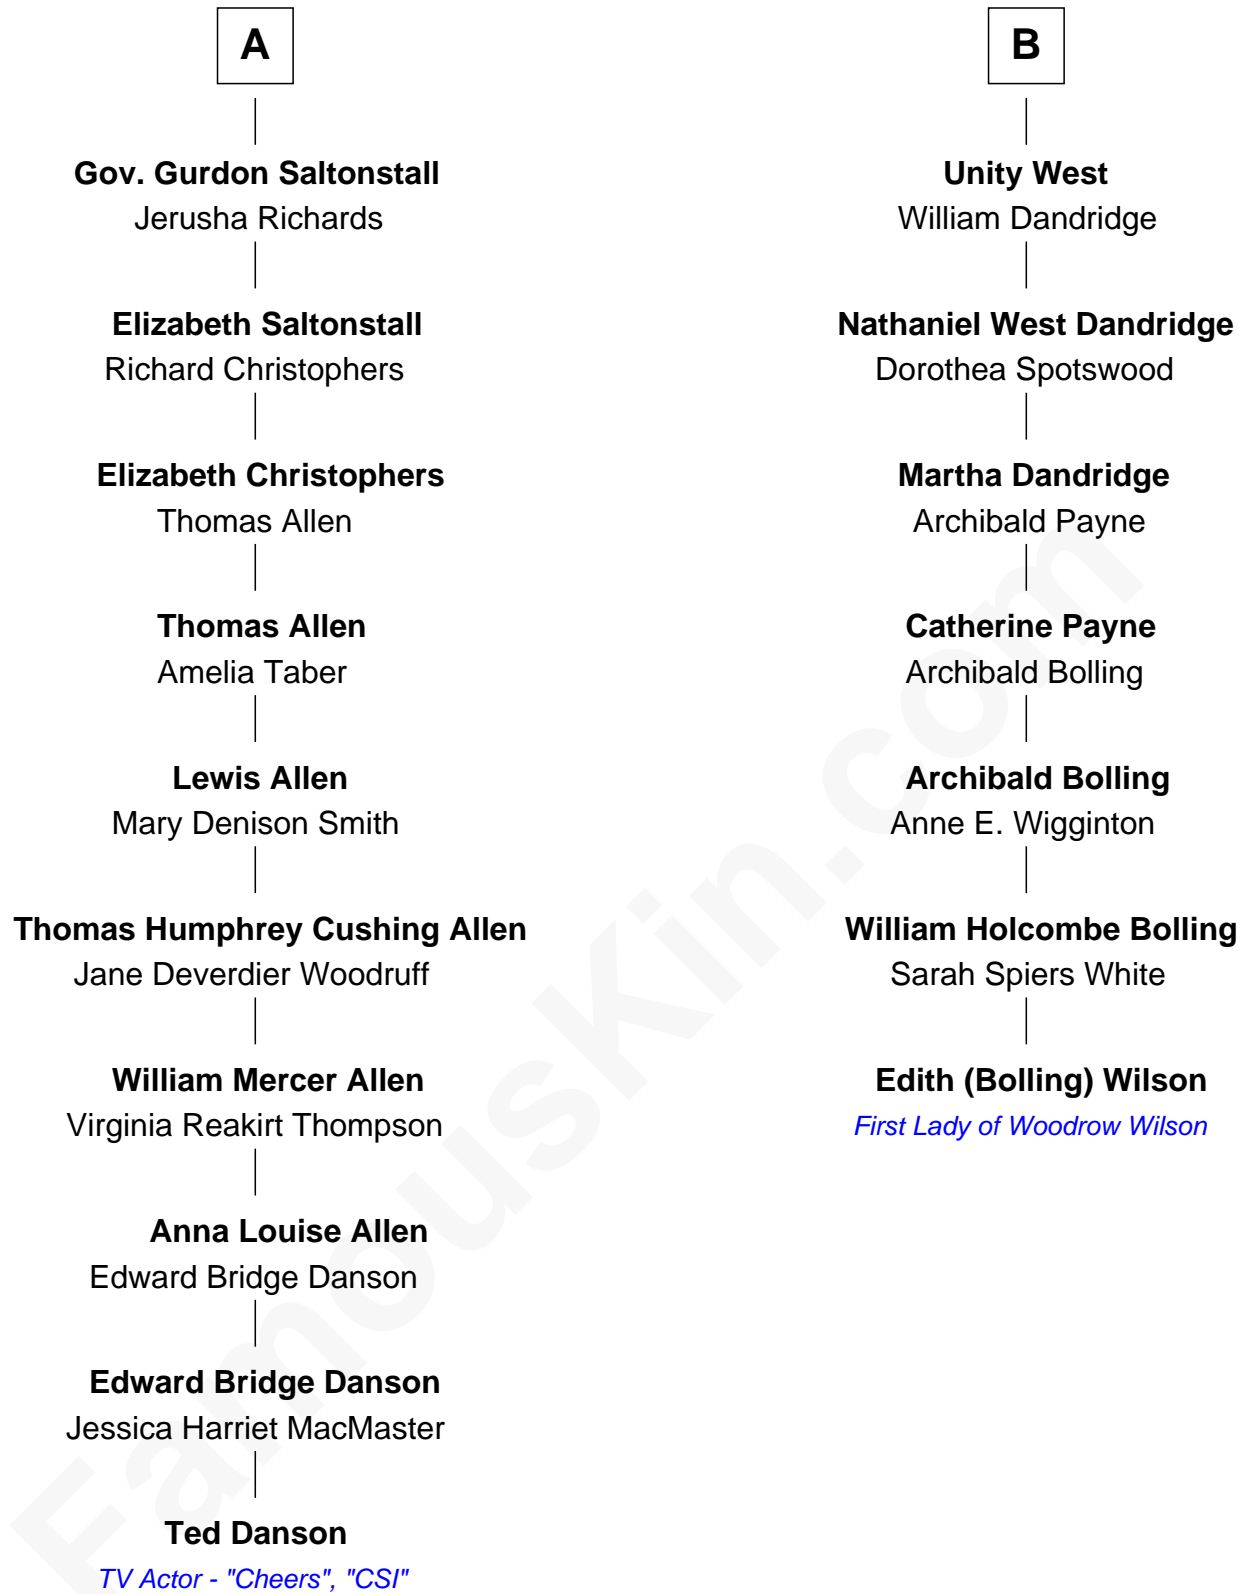 A
Gov. Gurdon Saltonstall
Jerusha Richards
Elizabeth Saltonstall
Richard Christophers
Elizabeth Christophers
Thomas Allen
Thomas Allen
Amelia Taber
Lewis Allen
Mary Denison Smith
Thomas Humphrey Cushing Allen
Jane Deverdier Woodruff
William Mercer Allen
Virginia Reakirt Thompson
Anna Louise Allen
Edward Bridge Danson
Edward Bridge Danson
Jessica Harriet MacMaster
Ted Danson
TV Actor - "Cheers", "CSI"
B
Unity West
William Dandridge
Nathaniel West Dandridge
Dorothea Spotswood
Martha Dandridge
Archibald Payne
Catherine Payne
Archibald Bolling
Archibald Bolling
Anne E. Wigginton
William Holcombe Bolling
Sarah Spiers White
Edith (Bolling) Wilson
First Lady of Woodrow Wilson
FamousKin.com